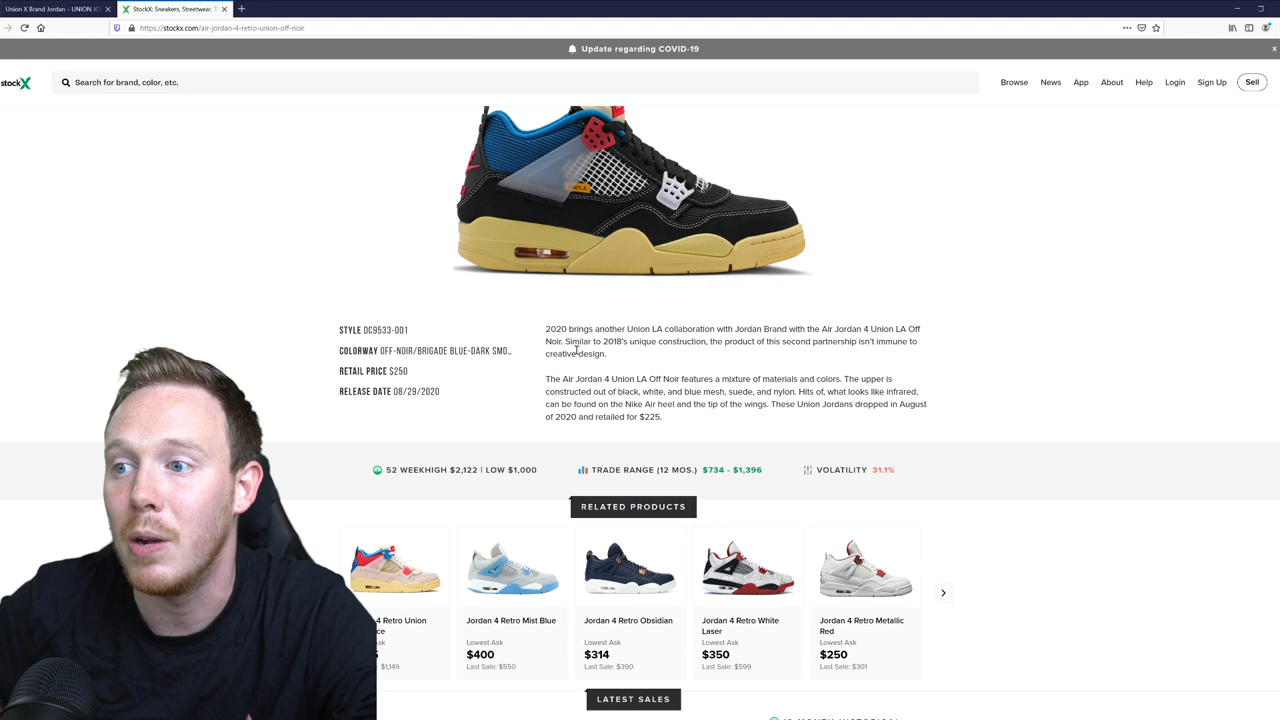 Union X Brand Jordan – UNION JO
StockX: Sneakers, Streetwear, T
https://stockx.com/air-jordan-4-retro-union-off-noir
Update regarding COVID-19
stockX
Search for brand, color, etc.
Browse News App About Help Login Sign Up Sell
STYLE DC9533-001
COLORWAY OFF-NOIR/BRIGADE BLUE-DARK SMO...
RETAIL PRICE $250
RELEASE DATE 08/29/2020
2020 brings another Union LA collaboration with Jordan Brand with the Air Jordan 4 Union LA Off
Noir. Similar to 2018's unique construction, the product of this second partnership isn't immune to
creative design.
The Air Jordan 4 Union LA Off Noir features a mixture of materials and colors. The upper is
constructed out of black, white, and blue mesh, suede, and nylon. Hits of, what looks like infrared,
can be found on the Nike Air heel and the tip of the wings. These Union Jordans dropped in August
of 2020 and retailed for $225.
52 WEEKHIGH $2,122 | LOW $1,000
TRADE RANGE (12 MOS.) $734 - $1,396
VOLATILITY 31.1%
RELATED PRODUCTS
4 Retro Union
Jordan 4 Retro Mist Blue
Lowest Ask
$400
Last Sale: $550
Jordan 4 Retro Obsidian
Lowest Ask
$314
Last Sale: $390
Jordan 4 Retro White
Laser
Lowest Ask
$350
Last Sale: $599
Jordan 4 Retro Metallic
Red
Lowest Ask
$250
Last Sale: $301
$1,149
LATEST SALES